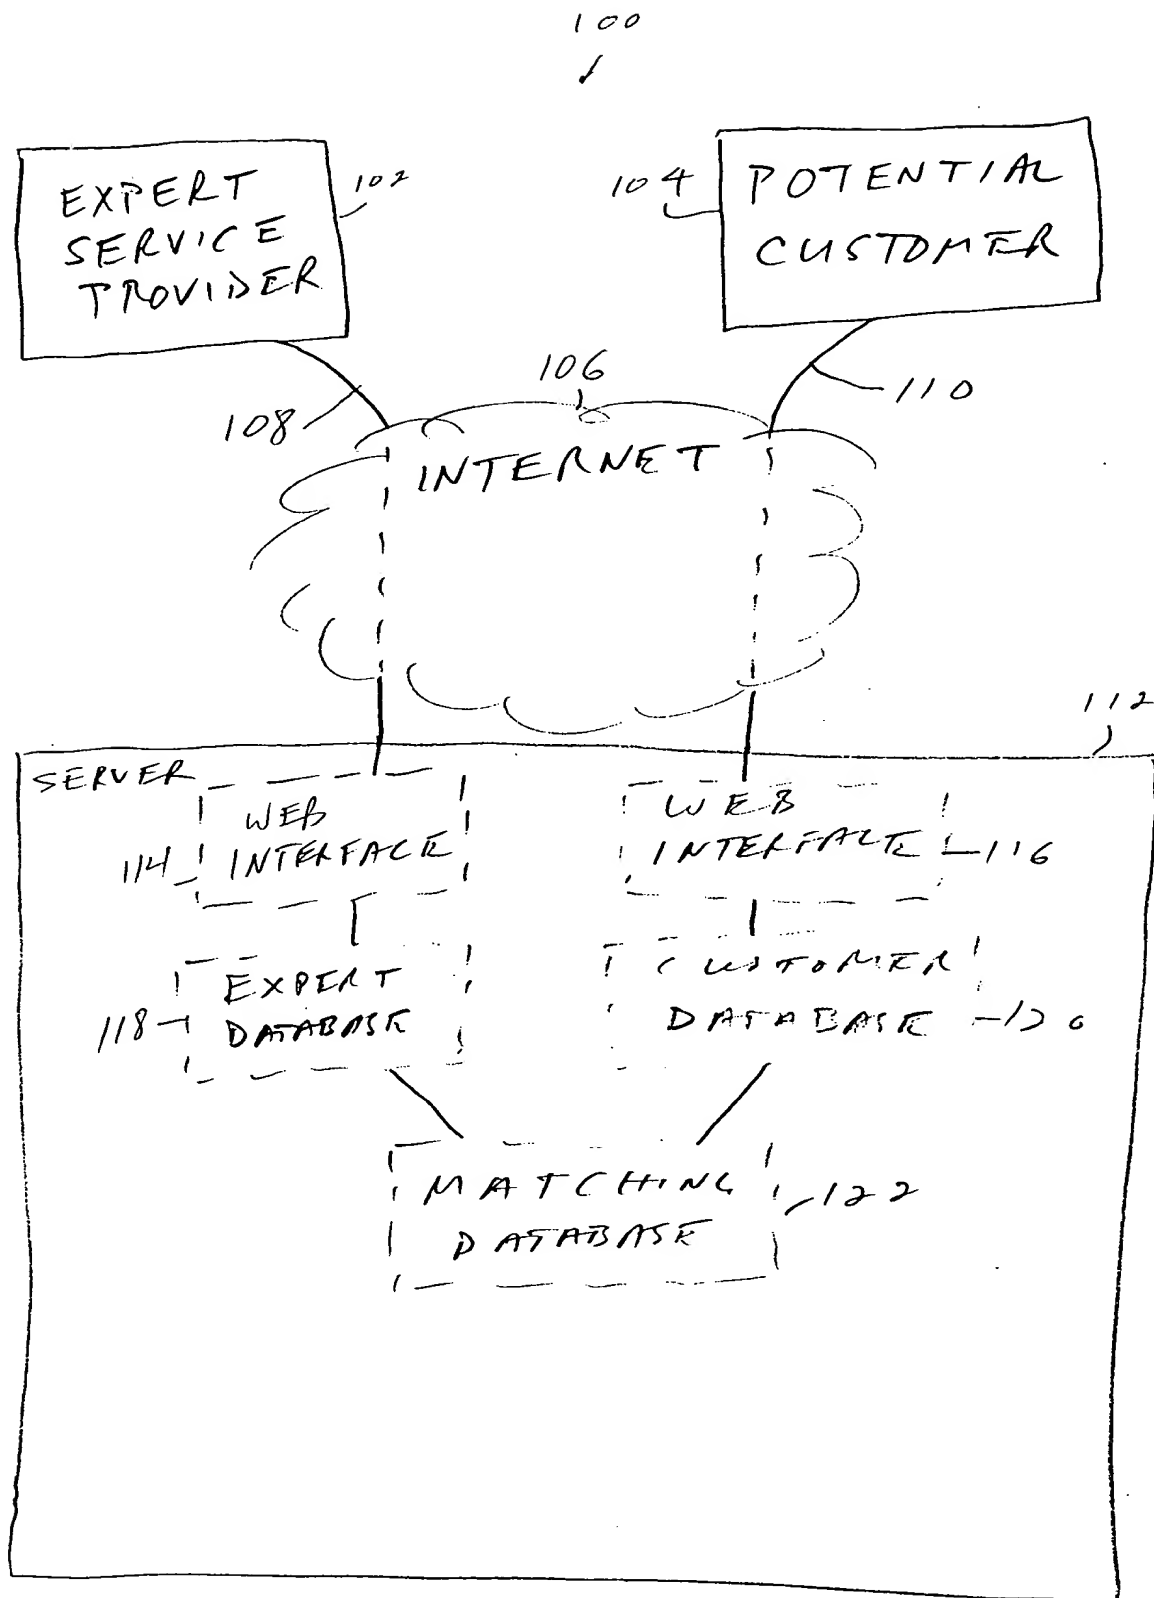 100
EXPERT
SERVICE
PROVIDER
102
104
POTENTIAL
CUSTOMER
108
106
110
INTERNET
112
SERVER
WEB
INTERFACE
114
WEB
INTERFACE
116
EXPERT
DATABASE
118
CUSTOMER
DATABASE
120
MATCHING
DATABASE
122